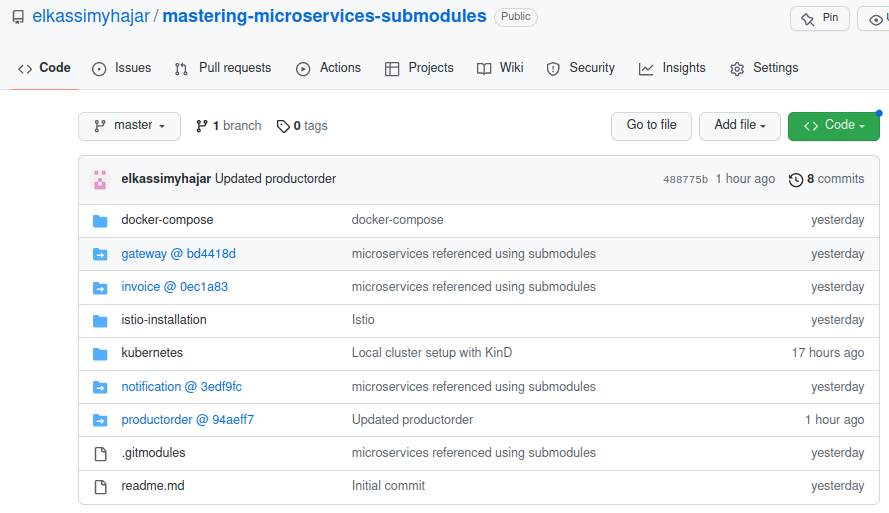 elkassimyhajar / mastering-microservices-submodules Public Pin
Code Issues Pull requests Actions Projects Wiki Security Insights Settings
master 1 branch 0 tags Go to file Add file Code
elkassimyhajar Updated productorder 488775b 1 hour ago 8 commits
docker-compose docker-compose yesterday
gateway @ bd4418d microservices referenced using submodules yesterday
invoice @ 0ec1a83 microservices referenced using submodules yesterday
istio-installation Istio yesterday
kubernetes Local cluster setup with KinD 17 hours ago
notification @ 3edf9fc microservices referenced using submodules yesterday
productorder @ 94aeff7 Updated productorder 1 hour ago
.gitmodules microservices referenced using submodules yesterday
readme.md Initial commit yesterday